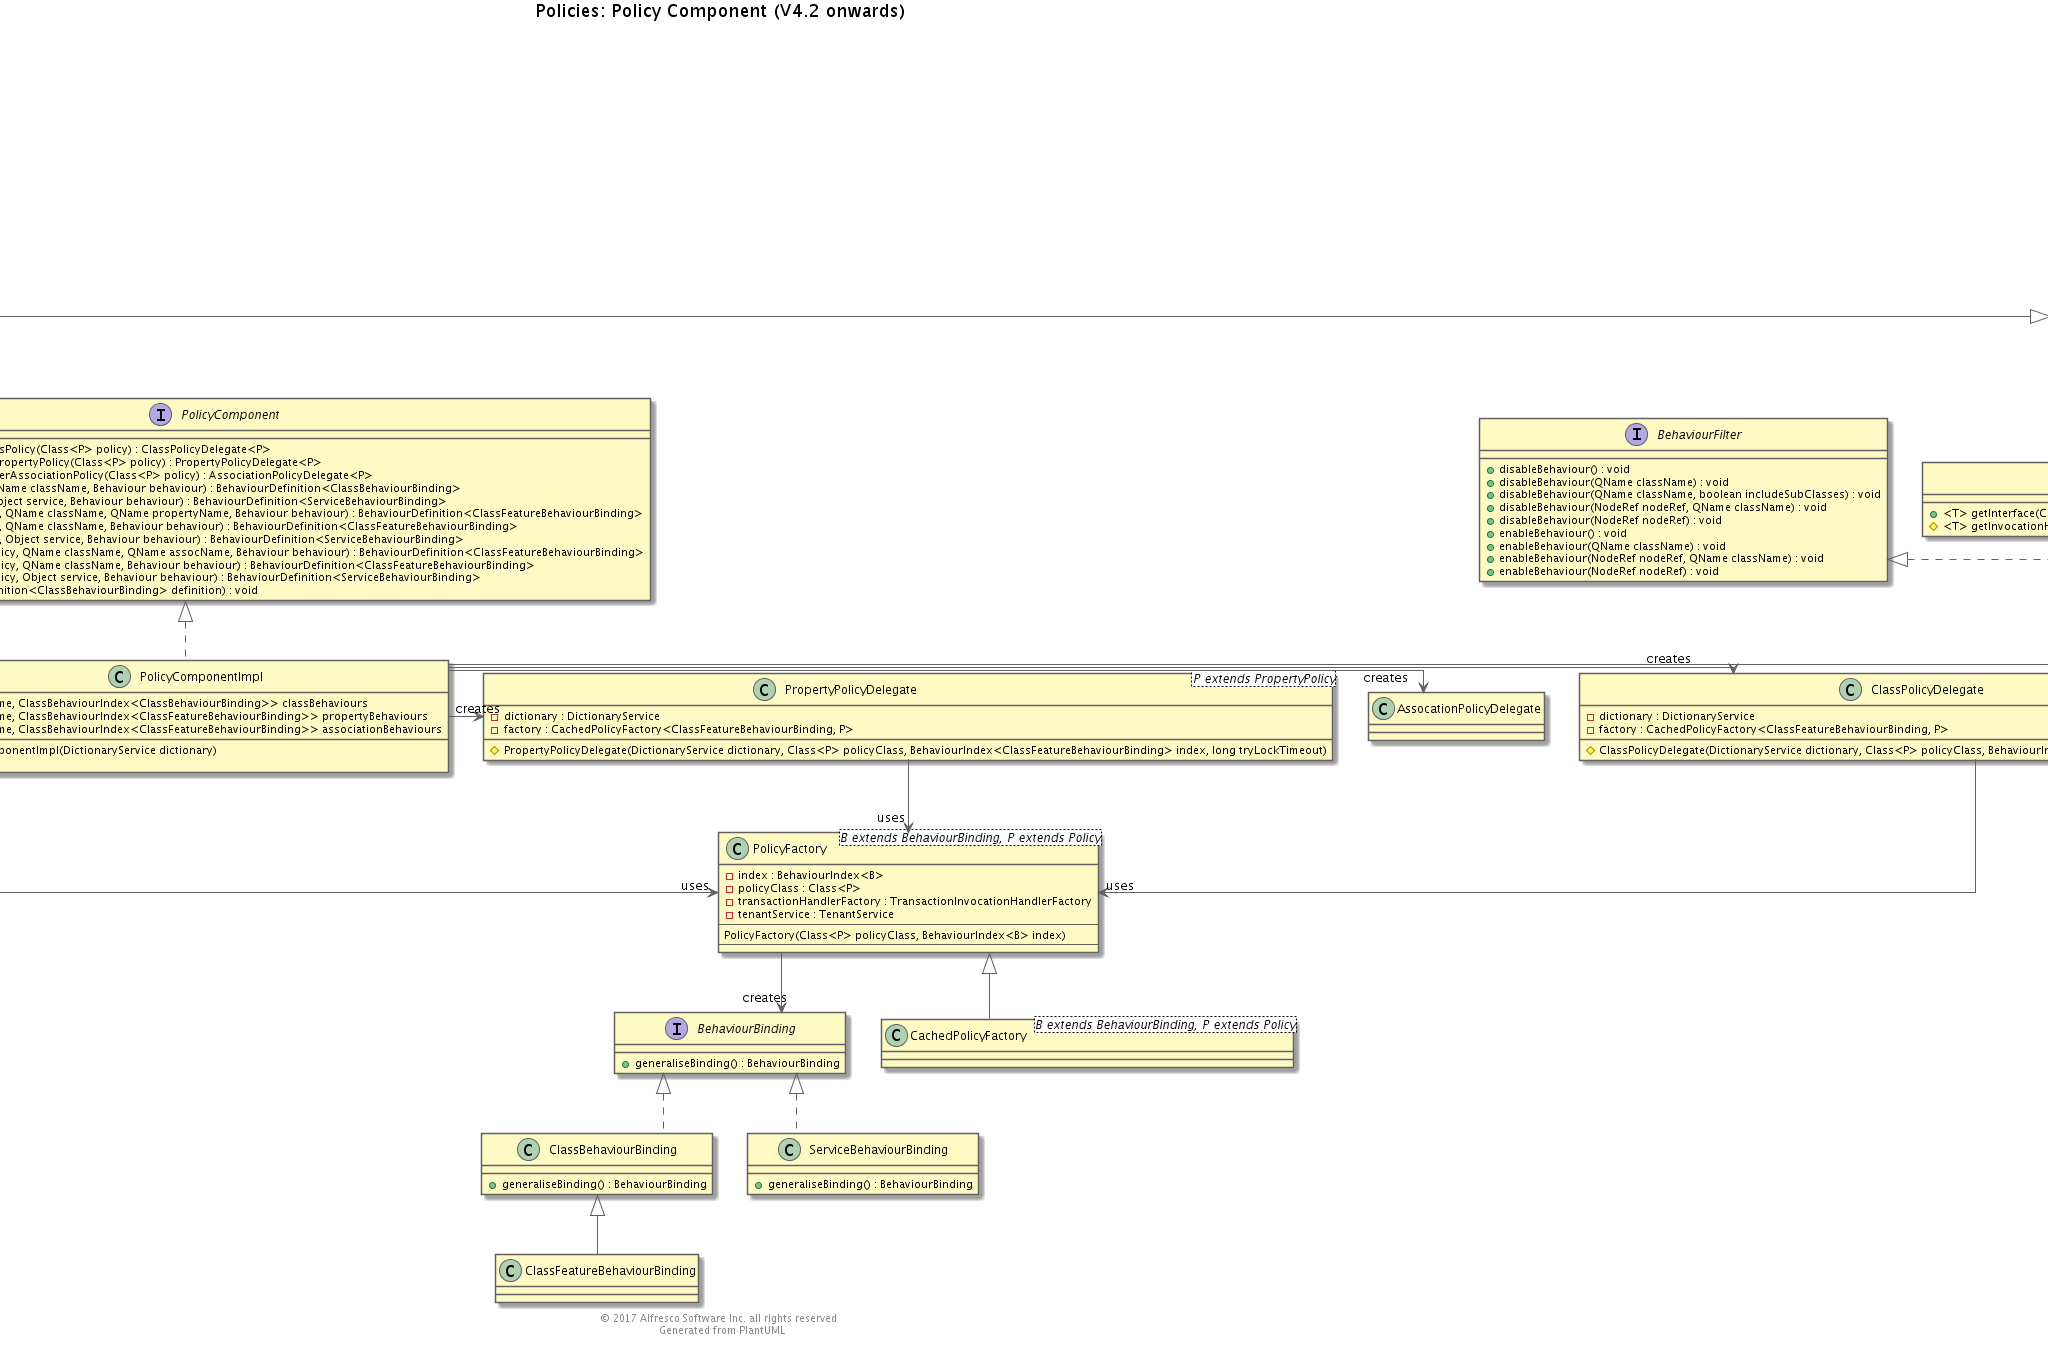 Policies: Policy Component (V4.2 onwards)
PolicyComponent
sPolicy(Class<P> policy) : ClassPolicyDelegate<P>
ropertyPolicy(Class<P> policy) : PropertyPolicyDelegate<P>
erAssociationPolicy(Class<P> policy) : AssociationPolicyDelegate<P>
Name className, Behaviour behaviour) : BehaviourDefinition<ClassBehaviourBinding>
bject service, Behaviour behaviour) : BehaviourDefinition<ServiceBehaviourBinding>
, QName className, QName propertyName, Behaviour behaviour) : BehaviourDefinition<ClassFeatureBehaviourBinding>
, QName className, Behaviour behaviour) : BehaviourDefinition<ClassFeatureBehaviourBinding>
, Object service, Behaviour behaviour) : BehaviourDefinition<ServiceBehaviourBinding>
icy, QName className, QName assocName, Behaviour behaviour) : BehaviourDefinition<ClassFeatureBehaviourBinding>
icy, QName className, Behaviour behaviour) : BehaviourDefinition<ClassFeatureBehaviourBinding>
icy, Object service, Behaviour behaviour) : BehaviourDefinition<ServiceBehaviourBinding>
nition<ClassBehaviourBinding> definition) : void
BehaviourFilter
disableBehaviour() : void
disableBehaviour(QName className) : void
disableBehaviour(QName className, boolean includeSubClasses) : void
disableBehaviour(NodeRef nodeRef, QName className) : void
disableBehaviour(NodeRef nodeRef) : void
enableBehaviour() : void
enableBehaviour(QName className) : void
enableBehaviour(NodeRef nodeRef, QName className) : void
enableBehaviour(NodeRef nodeRef) : void
<T> getInterface(C
<T> getInvocationH
PolicyComponentImpl
me, ClassBehaviourIndex<ClassBehaviourBinding>> classBehaviours
me, ClassBehaviourIndex<ClassFeatureBehaviourBinding>> propertyBehaviours
me, ClassBehaviourIndex<ClassFeatureBehaviourBinding>> associationBehaviours
ponentImpl(DictionaryService dictionary)
creates
PropertyPolicyDelegate
P extends PropertyPolicy
dictionary : DictionaryService
factory : CachedPolicyFactory<ClassFeatureBehaviourBinding, P>
PropertyPolicyDelegate(DictionaryService dictionary, Class<P> policyClass, BehaviourIndex<ClassFeatureBehaviourBinding> index, long tryLockTimeout)
creates
AssocationPolicyDelegate
creates
ClassPolicyDelegate
dictionary : DictionaryService
factory : CachedPolicyFactory<ClassFeatureBehaviourBinding, P>
ClassPolicyDelegate(DictionaryService dictionary, Class<P> policyClass, BehaviourIn
uses
uses
uses
PolicyFactory
B extends BehaviourBinding, P extends Policy
index : BehaviourIndex<B>
policyClass : Class<P>
transactionHandlerFactory : TransactionInvocationHandlerFactory
tenantService : TenantService
PolicyFactory(Class<P> policyClass, BehaviourIndex<B> index)
creates
BehaviourBinding
generaliseBinding() : BehaviourBinding
CachedPolicyFactory
B extends BehaviourBinding, P extends Policy
ClassBehaviourBinding
generaliseBinding() : BehaviourBinding
ServiceBehaviourBinding
generaliseBinding() : BehaviourBinding
ClassFeatureBehaviourBinding
© 2017 Alfresco Software Inc. all rights reserved
Generated from PlantUML